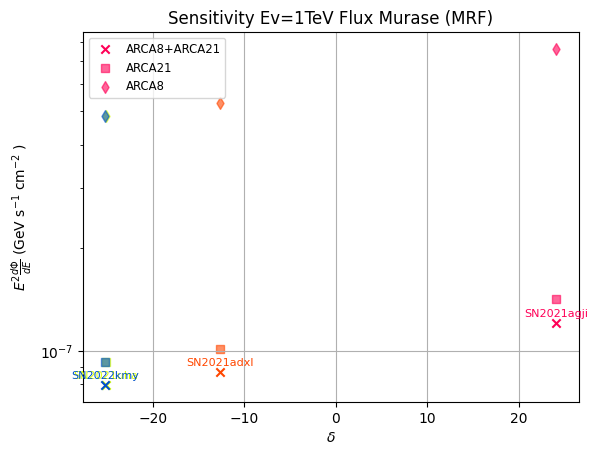 Sensitivity Ev=1TeV Flux Murase (MRF)
ARCA8+ARCA21
ARCA21
ARCA8
SN2021agji
SN2021adxl
SN2022kmy
10⁻⁷
−20 −10 0 10 20
δ
E² dΦ/dE (GeV s⁻¹ cm⁻² )